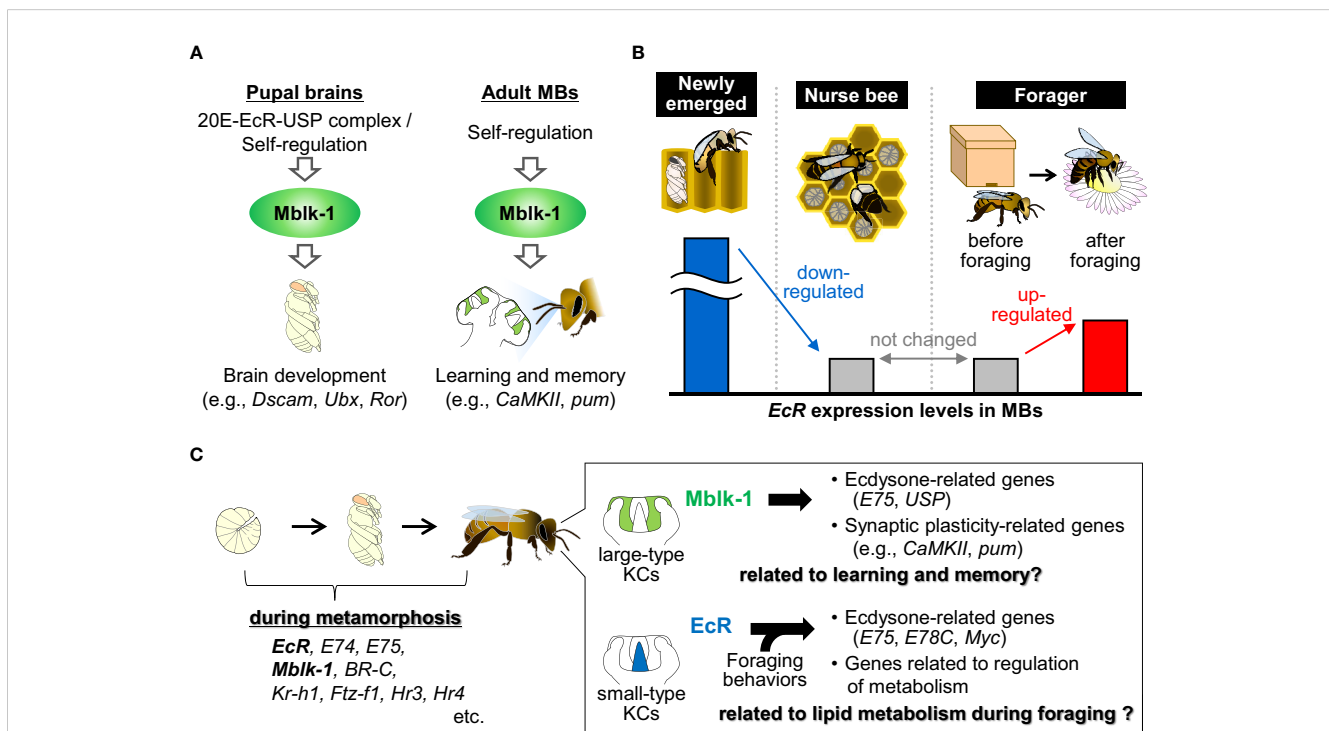 A
Pupal brains
20E-EcR-USP complex /
Self-regulation
Mblk-1
Brain development
(e.g., Dscam, Ubx, Ror)
Adult MBs
Self-regulation
Mblk-1
Learning and memory
(e.g., CaMKII, pum)
B
Newly
emerged
Nurse bee
Forager
before
foraging
after
foraging
down-
regulated
not changed
up-
regulated
EcR expression levels in MBs
C
during metamorphosis
EcR, E74, E75,
Mblk-1, BR-C,
Kr-h1, Ftz-f1, Hr3, Hr4
etc.
large-type
KCs
Mblk-1
• Ecdysone-related genes
(E75, USP)
• Synaptic plasticity-related genes
(e.g., CaMKII, pum)
related to learning and memory?
small-type
KCs
EcR
Foraging
behaviors
• Ecdysone-related genes
(E75, E78C, Myc)
• Genes related to regulation
of metabolism
related to lipid metabolism during foraging ?